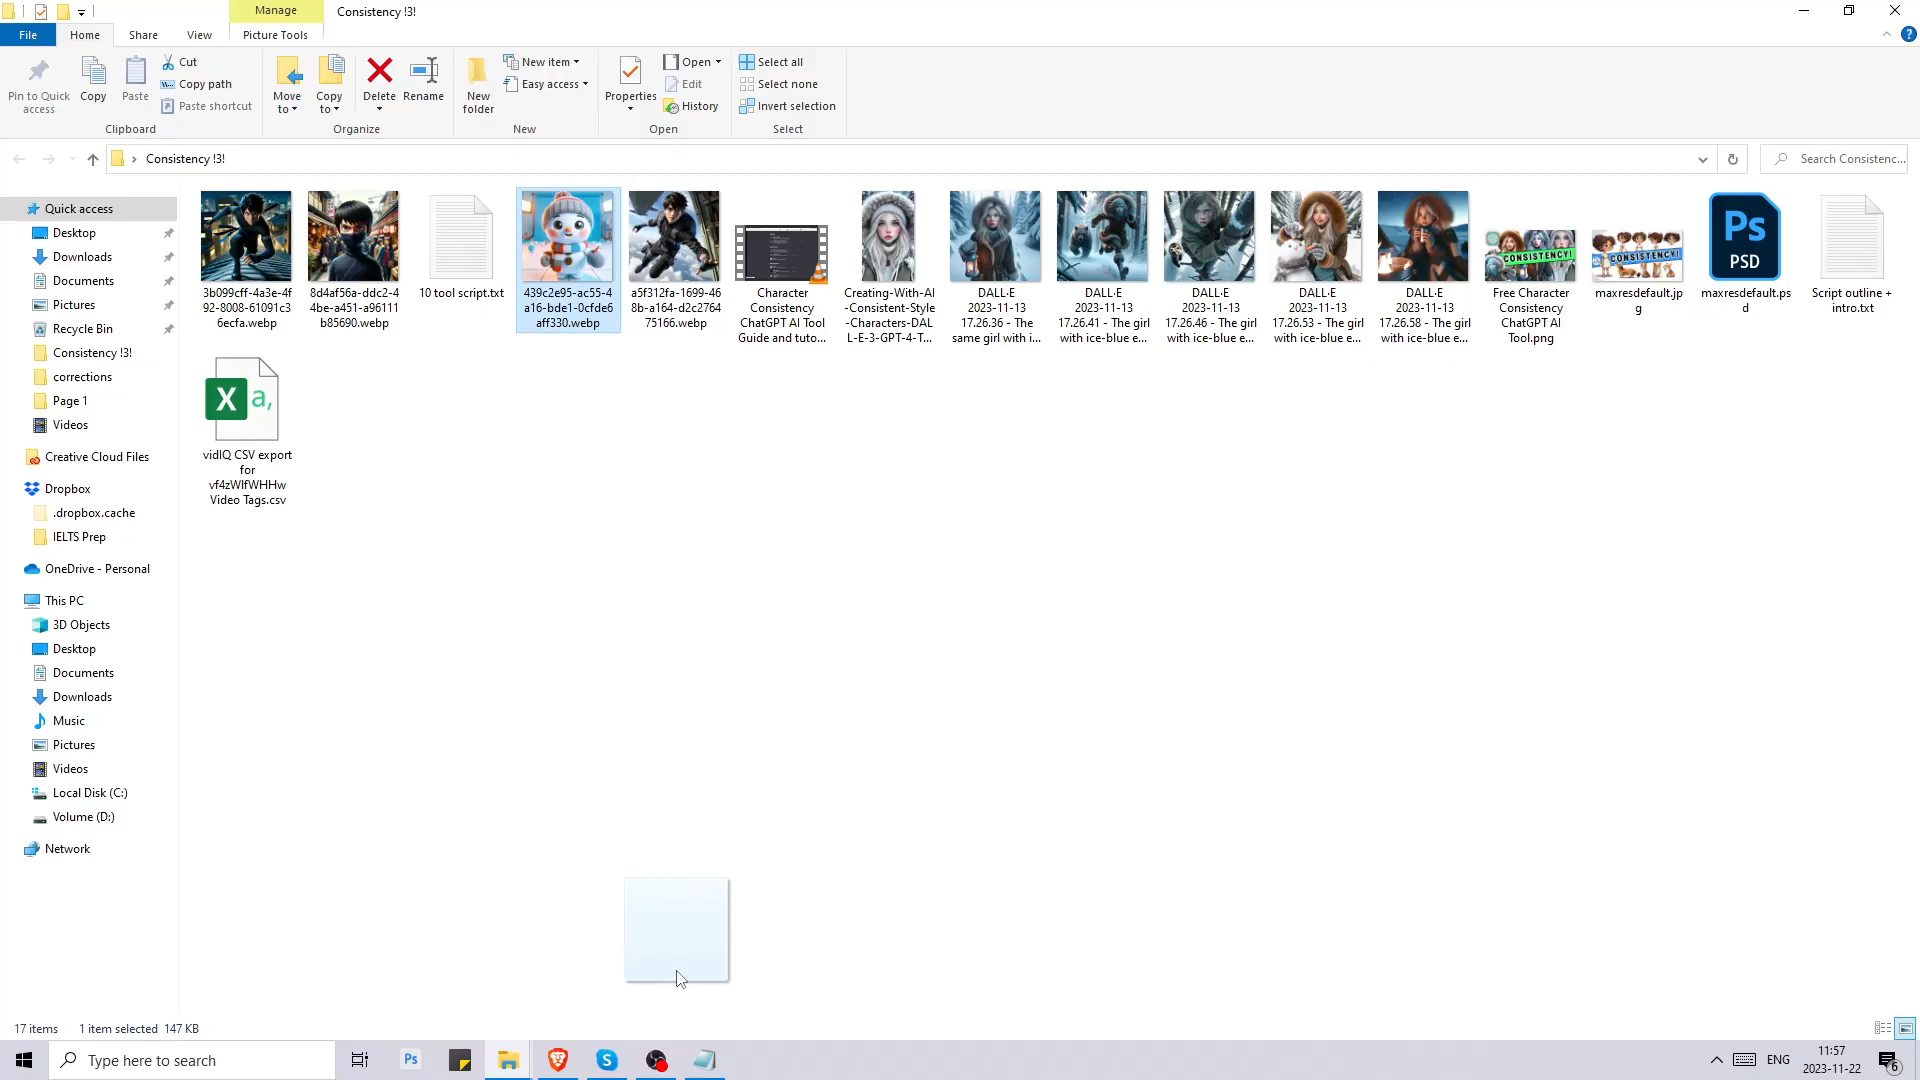 Manage
Consistency !3!
File
Home
Share
View
Picture Tools
Pin to Quick
access
Copy
Paste
Cut
Copy path
Paste shortcut
Clipboard
Move
to
Copy
to
Delete
Rename
Organize
New
folder
New item
Easy access
New
Properties
Open
Edit
History
Open
Select all
Select none
Invert selection
Select
Consistency !3!
Search Consistenc...
Quick access
Desktop
Downloads
Documents
Pictures
Recycle Bin
Consistency !3!
corrections
Page 1
Videos
Creative Cloud Files
Dropbox
.dropbox.cache
IELTS Prep
OneDrive - Personal
This PC
3D Objects
Desktop
Documents
Downloads
Music
Pictures
Videos
Local Disk (C:)
Volume (D:)
Network
3b099cff-4a3e-4f
92-8008-61091c3
6ecfa.webp
8d4af56a-ddc2-4
4be-a451-a96111
b85690.webp
10 tool script.txt
439c2e95-ac55-4
a16-bde1-0cfde6
aff330.webp
a5f312fa-1699-46
8b-a164-d2c2764
75166.webp
Character
Consistency
ChatGPT AI Tool
Guide and tuto...
Creating-With-AI
-Consistent-Style
-Characters-DAL
L-E-3-GPT-4-T...
DALL·E
2023-11-13
17.26.36 - The
same girl with i...
DALL·E
2023-11-13
17.26.41 - The girl
with ice-blue e...
DALL·E
2023-11-13
17.26.46 - The girl
with ice-blue e...
DALL·E
2023-11-13
17.26.53 - The girl
with ice-blue e...
DALL·E
2023-11-13
17.26.58 - The girl
with ice-blue e...
CONSISTENCY!
Free Character
Consistency
ChatGPT AI
Tool.png
CONSISTENCY!
maxresdefault.jp
g
Ps
PSD
maxresdefault.ps
d
Script outline +
intro.txt
X a,
vidIQ CSV export
for
vf4zWIfWHHw
Video Tags.csv
17 items
1 item selected 147 KB
Type here to search
Ps
ENG
11:57
2023-11-22
6